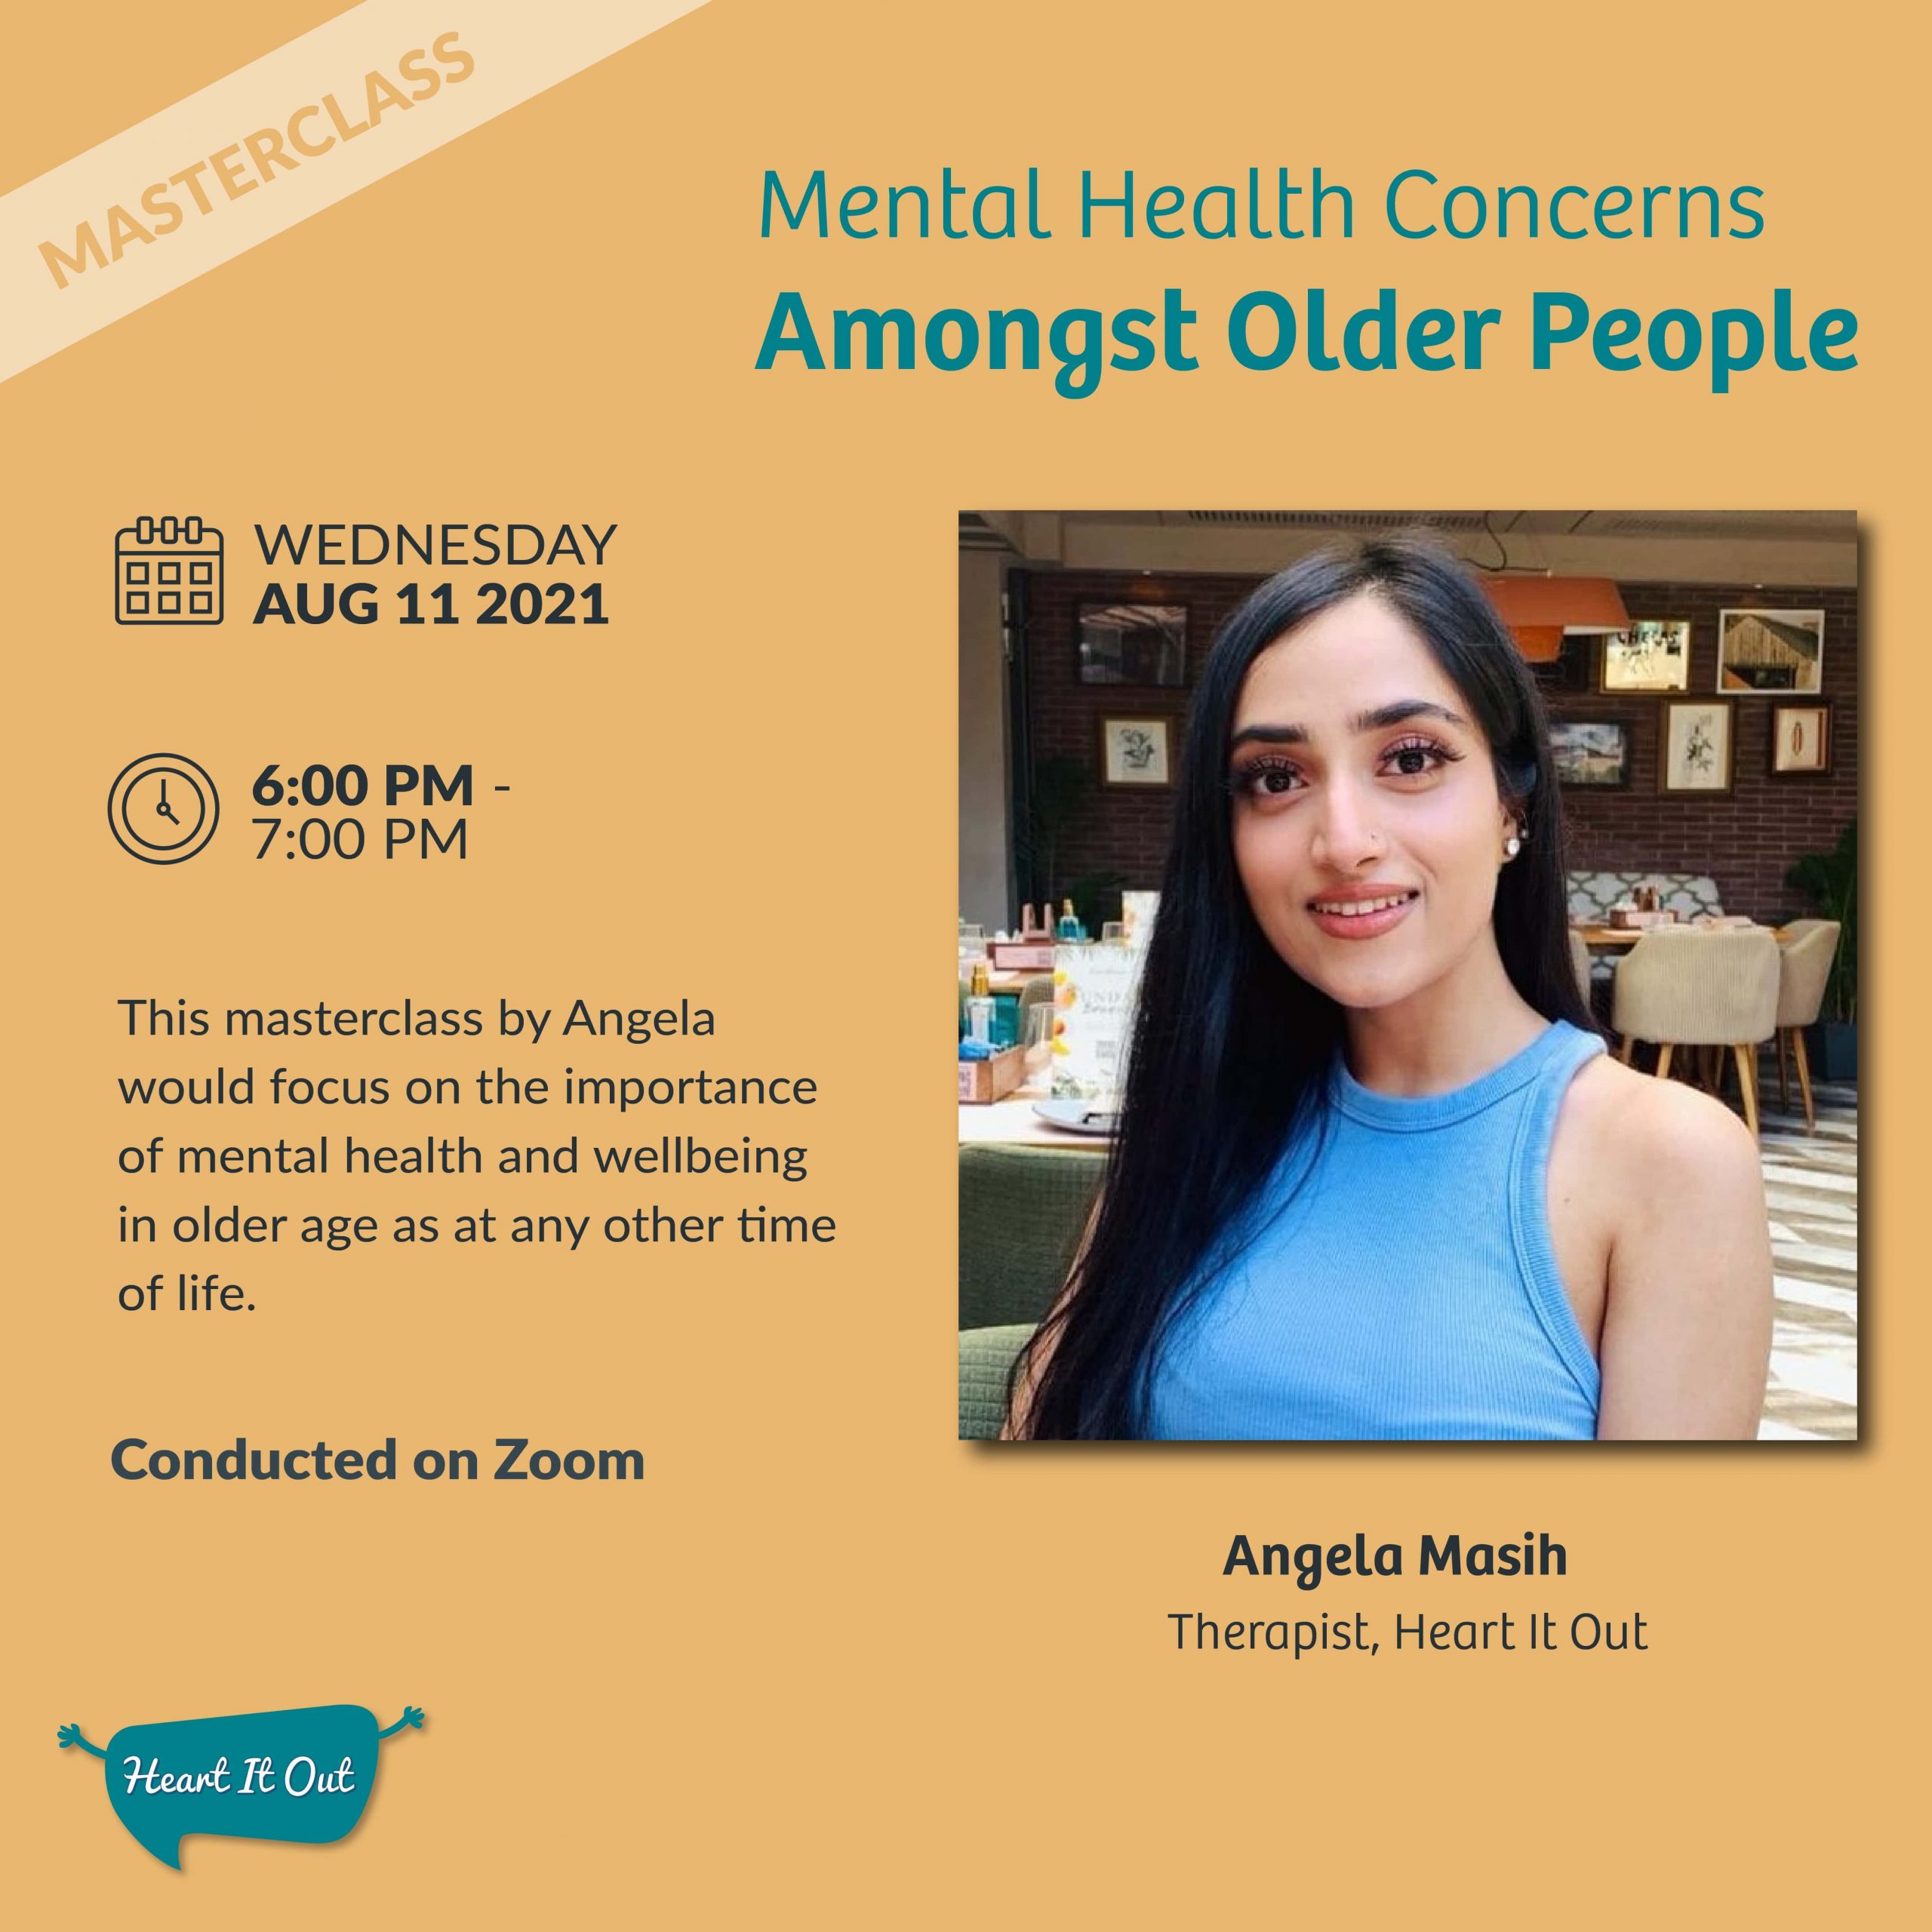 MASTERCLASS
Mental Health Concerns
Amongst Older People
WEDNESDAY
AUG 11 2021
6:00 PM -
7:00 PM
This masterclass by Angela
would focus on the importance
of mental health and wellbeing
in older age as at any other time
of life.
Conducted on Zoom
Angela Masih
Therapist, Heart It Out
Heart It Out